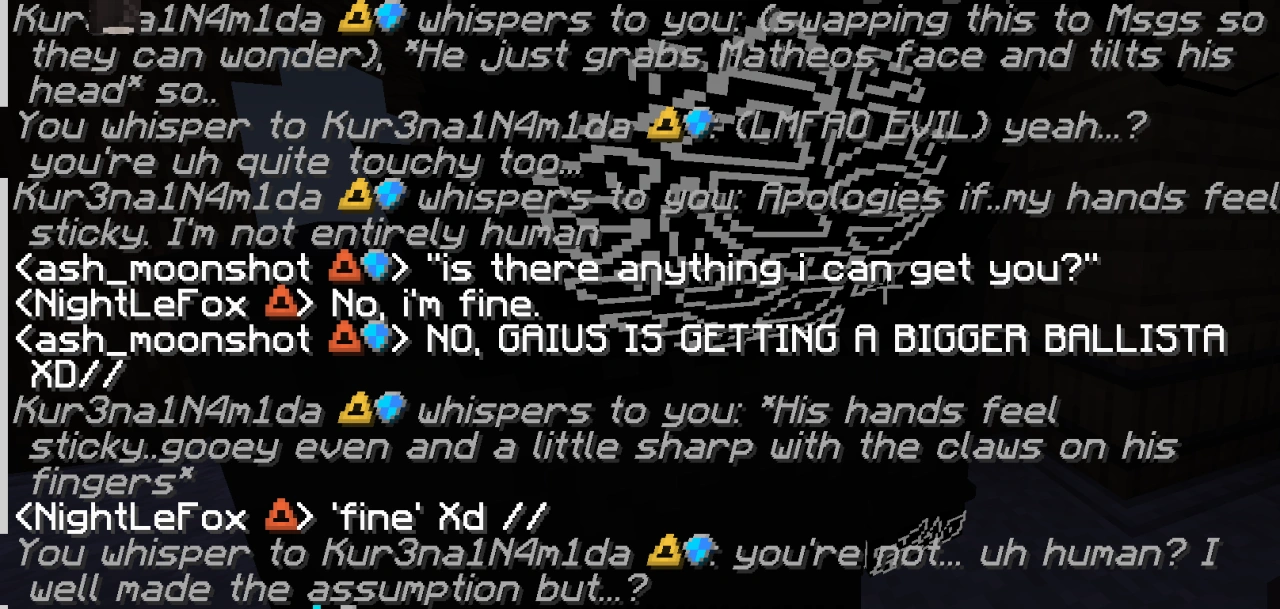 Kur a1N4m1da whispers to you: (swapping this to Msgs so
they can wonder), *He just grabs Matheos face and tilts his
head* so..
You whisper to Kur3na1N4m1da : (LMFAO EVIL) yeah...?
you're uh quite touchy too...
Kur3na1N4m1da whispers to you: Apologies if..my hands feel
sticky. I'm not entirely human
<ash_moonshot > "is there anything i can get you?"
<NightLeFox > No, i'm fine.
<ash_moonshot > NO, GAIUS IS GETTING A BIGGER BALLISTA
XD//
Kur3na1N4m1da whispers to you: *His hands feel
sticky..gooey even and a little sharp with the claws on his
fingers*
<NightLeFox > 'fine' Xd //
You whisper to Kur3na1N4m1da : you're not... uh human? I
well made the assumption but...?